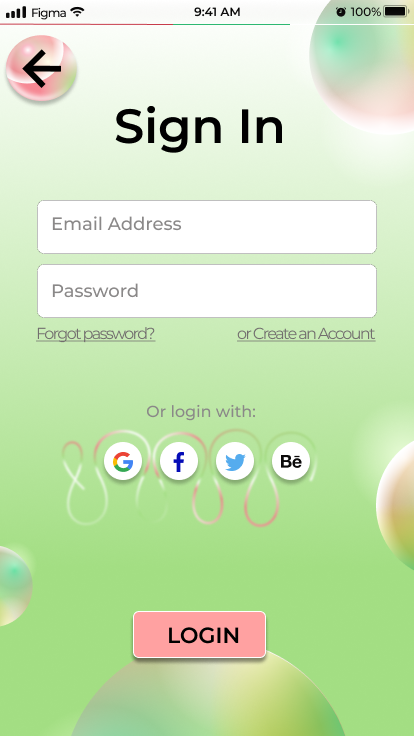 Figma 9:41 AM 100%
Sign In
Email Address
Password
Forgot password? or Create an Account
Or login with:
G f Bē
LOGIN